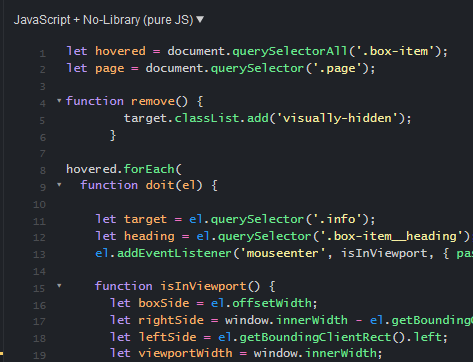 JavaScript + No-Library (pure JS) ▼
1 let hovered = document.querySelectorAll('.box-item');
2 let page = document.querySelector('.page');
3
4 function remove() {
5 target.classList.add('visually-hidden');
6 }
7
8 hovered.forEach(
9 function doit(el) {
10
11 let target = el.querySelector('.info');
12 let heading = el.querySelector('.box-item__heading')
13 el.addEventListener('mouseenter', isInViewport, { pas
14
15 function isInViewport() {
16 let boxSide = el.offsetWidth;
17 let rightSide = window.innerWidth - el.getBounding
18 let leftSide = el.getBoundingClientRect().left;
19 let viewportWidth = window.innerWidth;